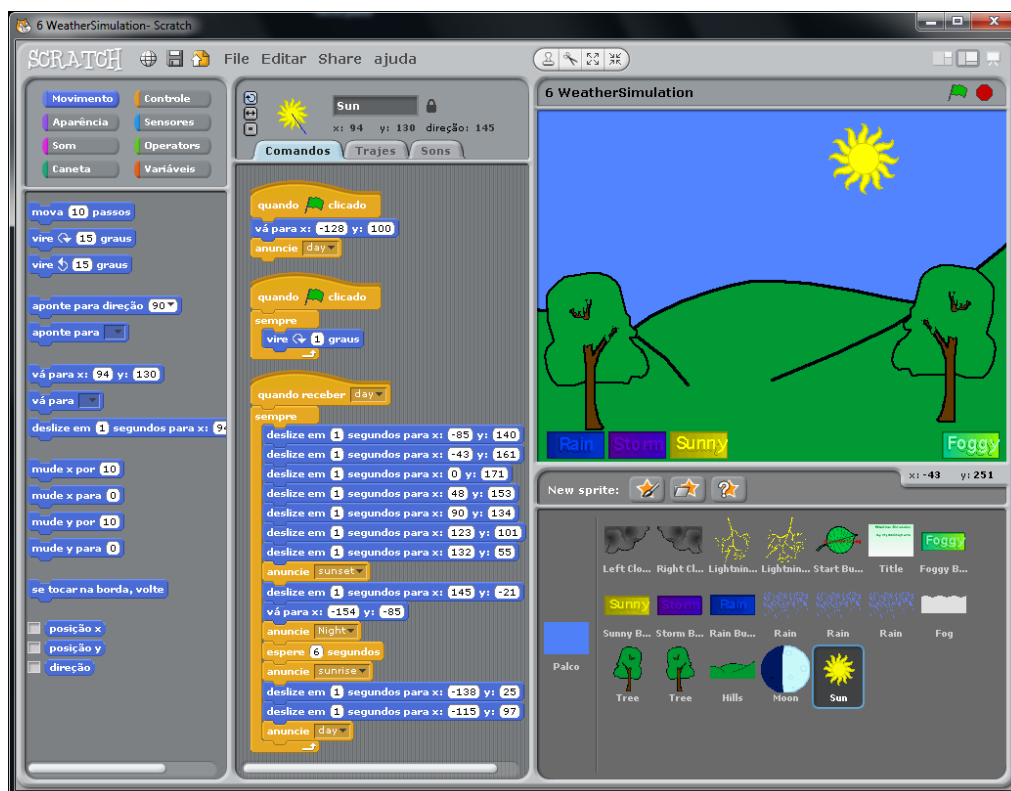 6 WeatherSimulation- Scratch
SCRATCH File Editar Share ajuda
Movimento Controle
Aparência Sensores
Som Operators
Caneta Variáveis
mova 10 passos
vire 15 graus
vire 15 graus
aponte para direção 90
aponte para
vá para x: 94 y: 130
vá para
deslize em 1 segundos para x: 94
mude x por 10
mude x para 0
mude y por 10
mude y para 0
se tocar na borda, volte
posição x
posição y
direção
Sun
x: 94 y: 130 direção: 145
Comandos Trajes Sons
quando clicado
vá para x: -128 y: 100
anuncie day
quando clicado
sempre
vire 1 graus
quando receber day
sempre
deslize em 1 segundos para x: -85 y: 140
deslize em 1 segundos para x: -43 y: 161
deslize em 1 segundos para x: 0 y: 171
deslize em 1 segundos para x: 48 y: 153
deslize em 1 segundos para x: 90 y: 134
deslize em 1 segundos para x: 123 y: 101
deslize em 1 segundos para x: 132 y: 55
anuncie sunset
deslize em 1 segundos para x: 145 y: -21
vá para x: -154 y: -85
anuncie Night
espere 6 segundos
anuncie sunrise
deslize em 1 segundos para x: -138 y: 25
deslize em 1 segundos para x: -115 y: 97
anuncie day
6 WeatherSimulation
Rain Storm Sunny Foggy
x: -43 y: 251
New sprite:
Foggy
Left Clo... Right Cl... Lightnin... Lightnin... Start Bu... Title Foggy B...
Sunny Storm Rain
Sunny B... Storm B... Rain Bu... Rain Rain Rain Fog
Palco
Tree Tree Hills Moon Sun